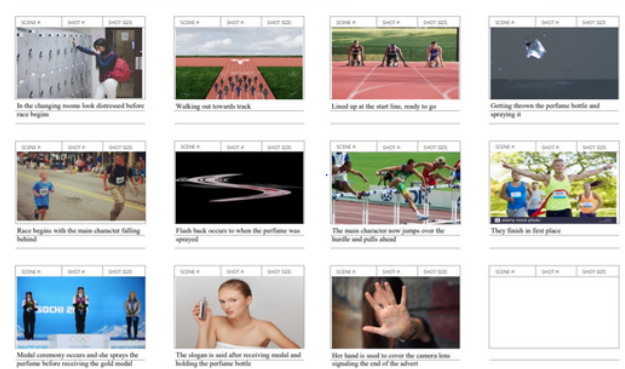 SCENE #: SHOT #: SHOT SIZE:
SCENE #: SHOT #: SHOT SIZE:
SCENE #: SHOT #: SHOT SIZE:
SCENE #: SHOT #: SHOT SIZE:
In the changing rooms look distressed before
race begins
Walking out towards track
Lined up at the start line, ready to go
Getting thrown the perfume bottle and
spraying it
SCENE #: SHOT #: SHOT SIZE:
SCENE #: SHOT #: SHOT SIZE:
SCENE #: SHOT #: SHOT SIZE:
SCENE #: SHOT #: SHOT SIZE:
Race begins with the main character falling
behind
Flash back occurs to when the perfume was
sprayed
The main character now jumps over the
hurdle and pulls ahead
They finish in first place
SCENE #: SHOT #: SHOT SIZE:
SCENE #: SHOT #: SHOT SIZE:
SCENE #: SHOT #: SHOT SIZE:
SCENE #: SHOT #: SHOT SIZE:
SOCHI
Medal ceremony occurs and she sprays the
perfume before receiving the gold medal
The slogan is said after receiving medal and
holding the perfume bottle
Her hand is used to cover the camera lens
signaling the end of the advert